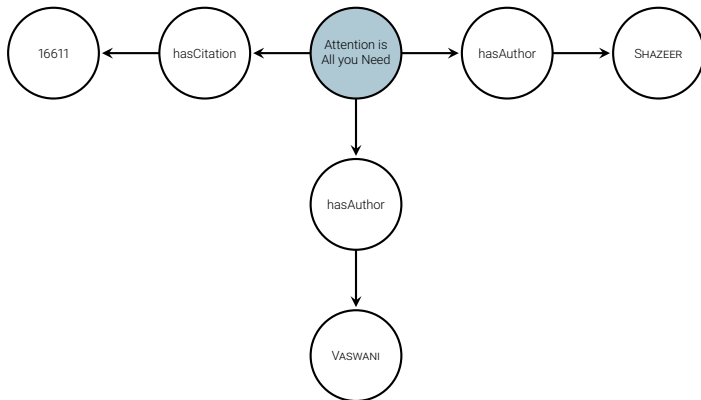 16611
hasCitation
Attention is
All you Need
hasAuthor
SHAZEER
hasAuthor
VASWANI